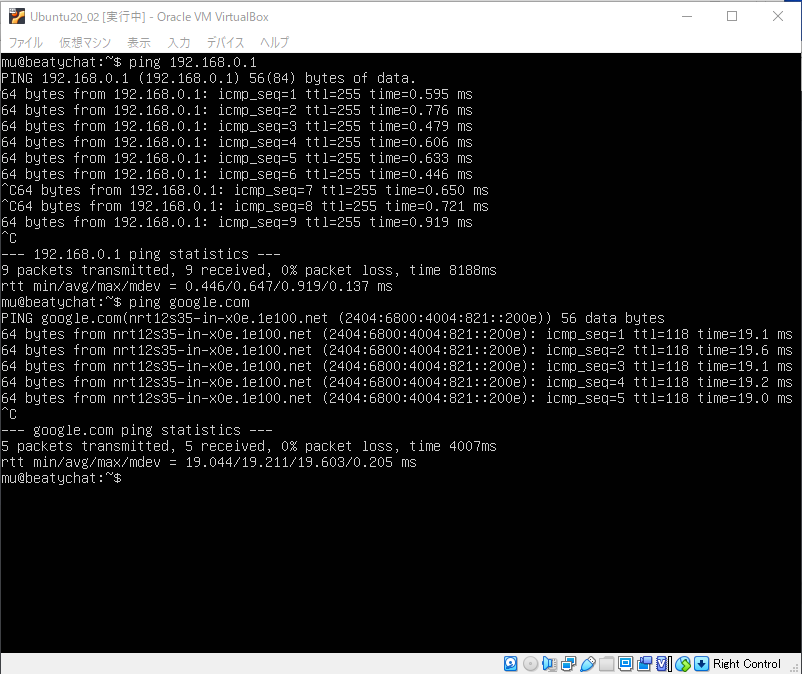 Ubuntu20_02 [実行中] - Oracle VM VirtualBox
ファイル 仮想マシン 表示 入力 デバイス ヘルプ
mu@beatychat:~$ ping 192.168.0.1
PING 192.168.0.1 (192.168.0.1) 56(84) bytes of data.
64 bytes from 192.168.0.1: icmp_seq=1 ttl=255 time=0.595 ms
64 bytes from 192.168.0.1: icmp_seq=2 ttl=255 time=0.776 ms
64 bytes from 192.168.0.1: icmp_seq=3 ttl=255 time=0.479 ms
64 bytes from 192.168.0.1: icmp_seq=4 ttl=255 time=0.606 ms
64 bytes from 192.168.0.1: icmp_seq=5 ttl=255 time=0.633 ms
64 bytes from 192.168.0.1: icmp_seq=6 ttl=255 time=0.446 ms
^C64 bytes from 192.168.0.1: icmp_seq=7 ttl=255 time=0.650 ms
^C64 bytes from 192.168.0.1: icmp_seq=8 ttl=255 time=0.721 ms
64 bytes from 192.168.0.1: icmp_seq=9 ttl=255 time=0.919 ms
^C
--- 192.168.0.1 ping statistics ---
9 packets transmitted, 9 received, 0% packet loss, time 8188ms
rtt min/avg/max/mdev = 0.446/0.647/0.919/0.137 ms
mu@beatychat:~$ ping google.com
PING google.com(nrt12s35-in-x0e.1e100.net (2404:6800:4004:821::200e)) 56 data bytes
64 bytes from nrt12s35-in-x0e.1e100.net (2404:6800:4004:821::200e): icmp_seq=1 ttl=118 time=19.1 ms
64 bytes from nrt12s35-in-x0e.1e100.net (2404:6800:4004:821::200e): icmp_seq=2 ttl=118 time=19.6 ms
64 bytes from nrt12s35-in-x0e.1e100.net (2404:6800:4004:821::200e): icmp_seq=3 ttl=118 time=19.1 ms
64 bytes from nrt12s35-in-x0e.1e100.net (2404:6800:4004:821::200e): icmp_seq=4 ttl=118 time=19.2 ms
64 bytes from nrt12s35-in-x0e.1e100.net (2404:6800:4004:821::200e): icmp_seq=5 ttl=118 time=19.0 ms
^C
--- google.com ping statistics ---
5 packets transmitted, 5 received, 0% packet loss, time 4007ms
rtt min/avg/max/mdev = 19.044/19.211/19.603/0.205 ms
mu@beatychat:~$
Right Control